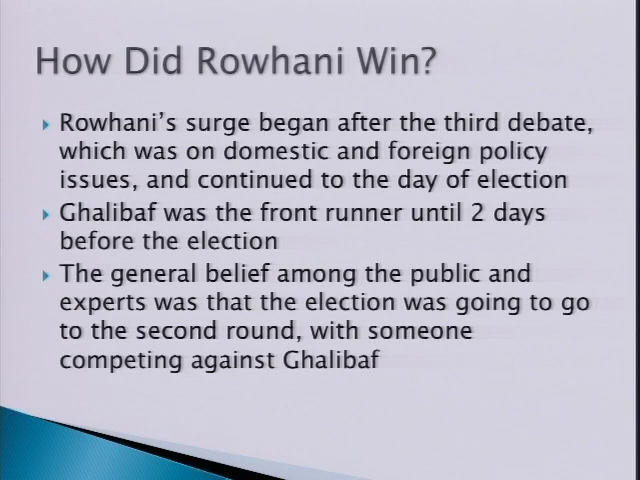 How Did Rowhani Win?
Rowhani's surge began after the third debate,
which was on domestic and foreign policy
issues, and continued to the day of election
Ghalibaf was the front runner until 2 days
before the election
The general belief among the public and
experts was that the election was going to go
to the second round, with someone
competing against Ghalibaf